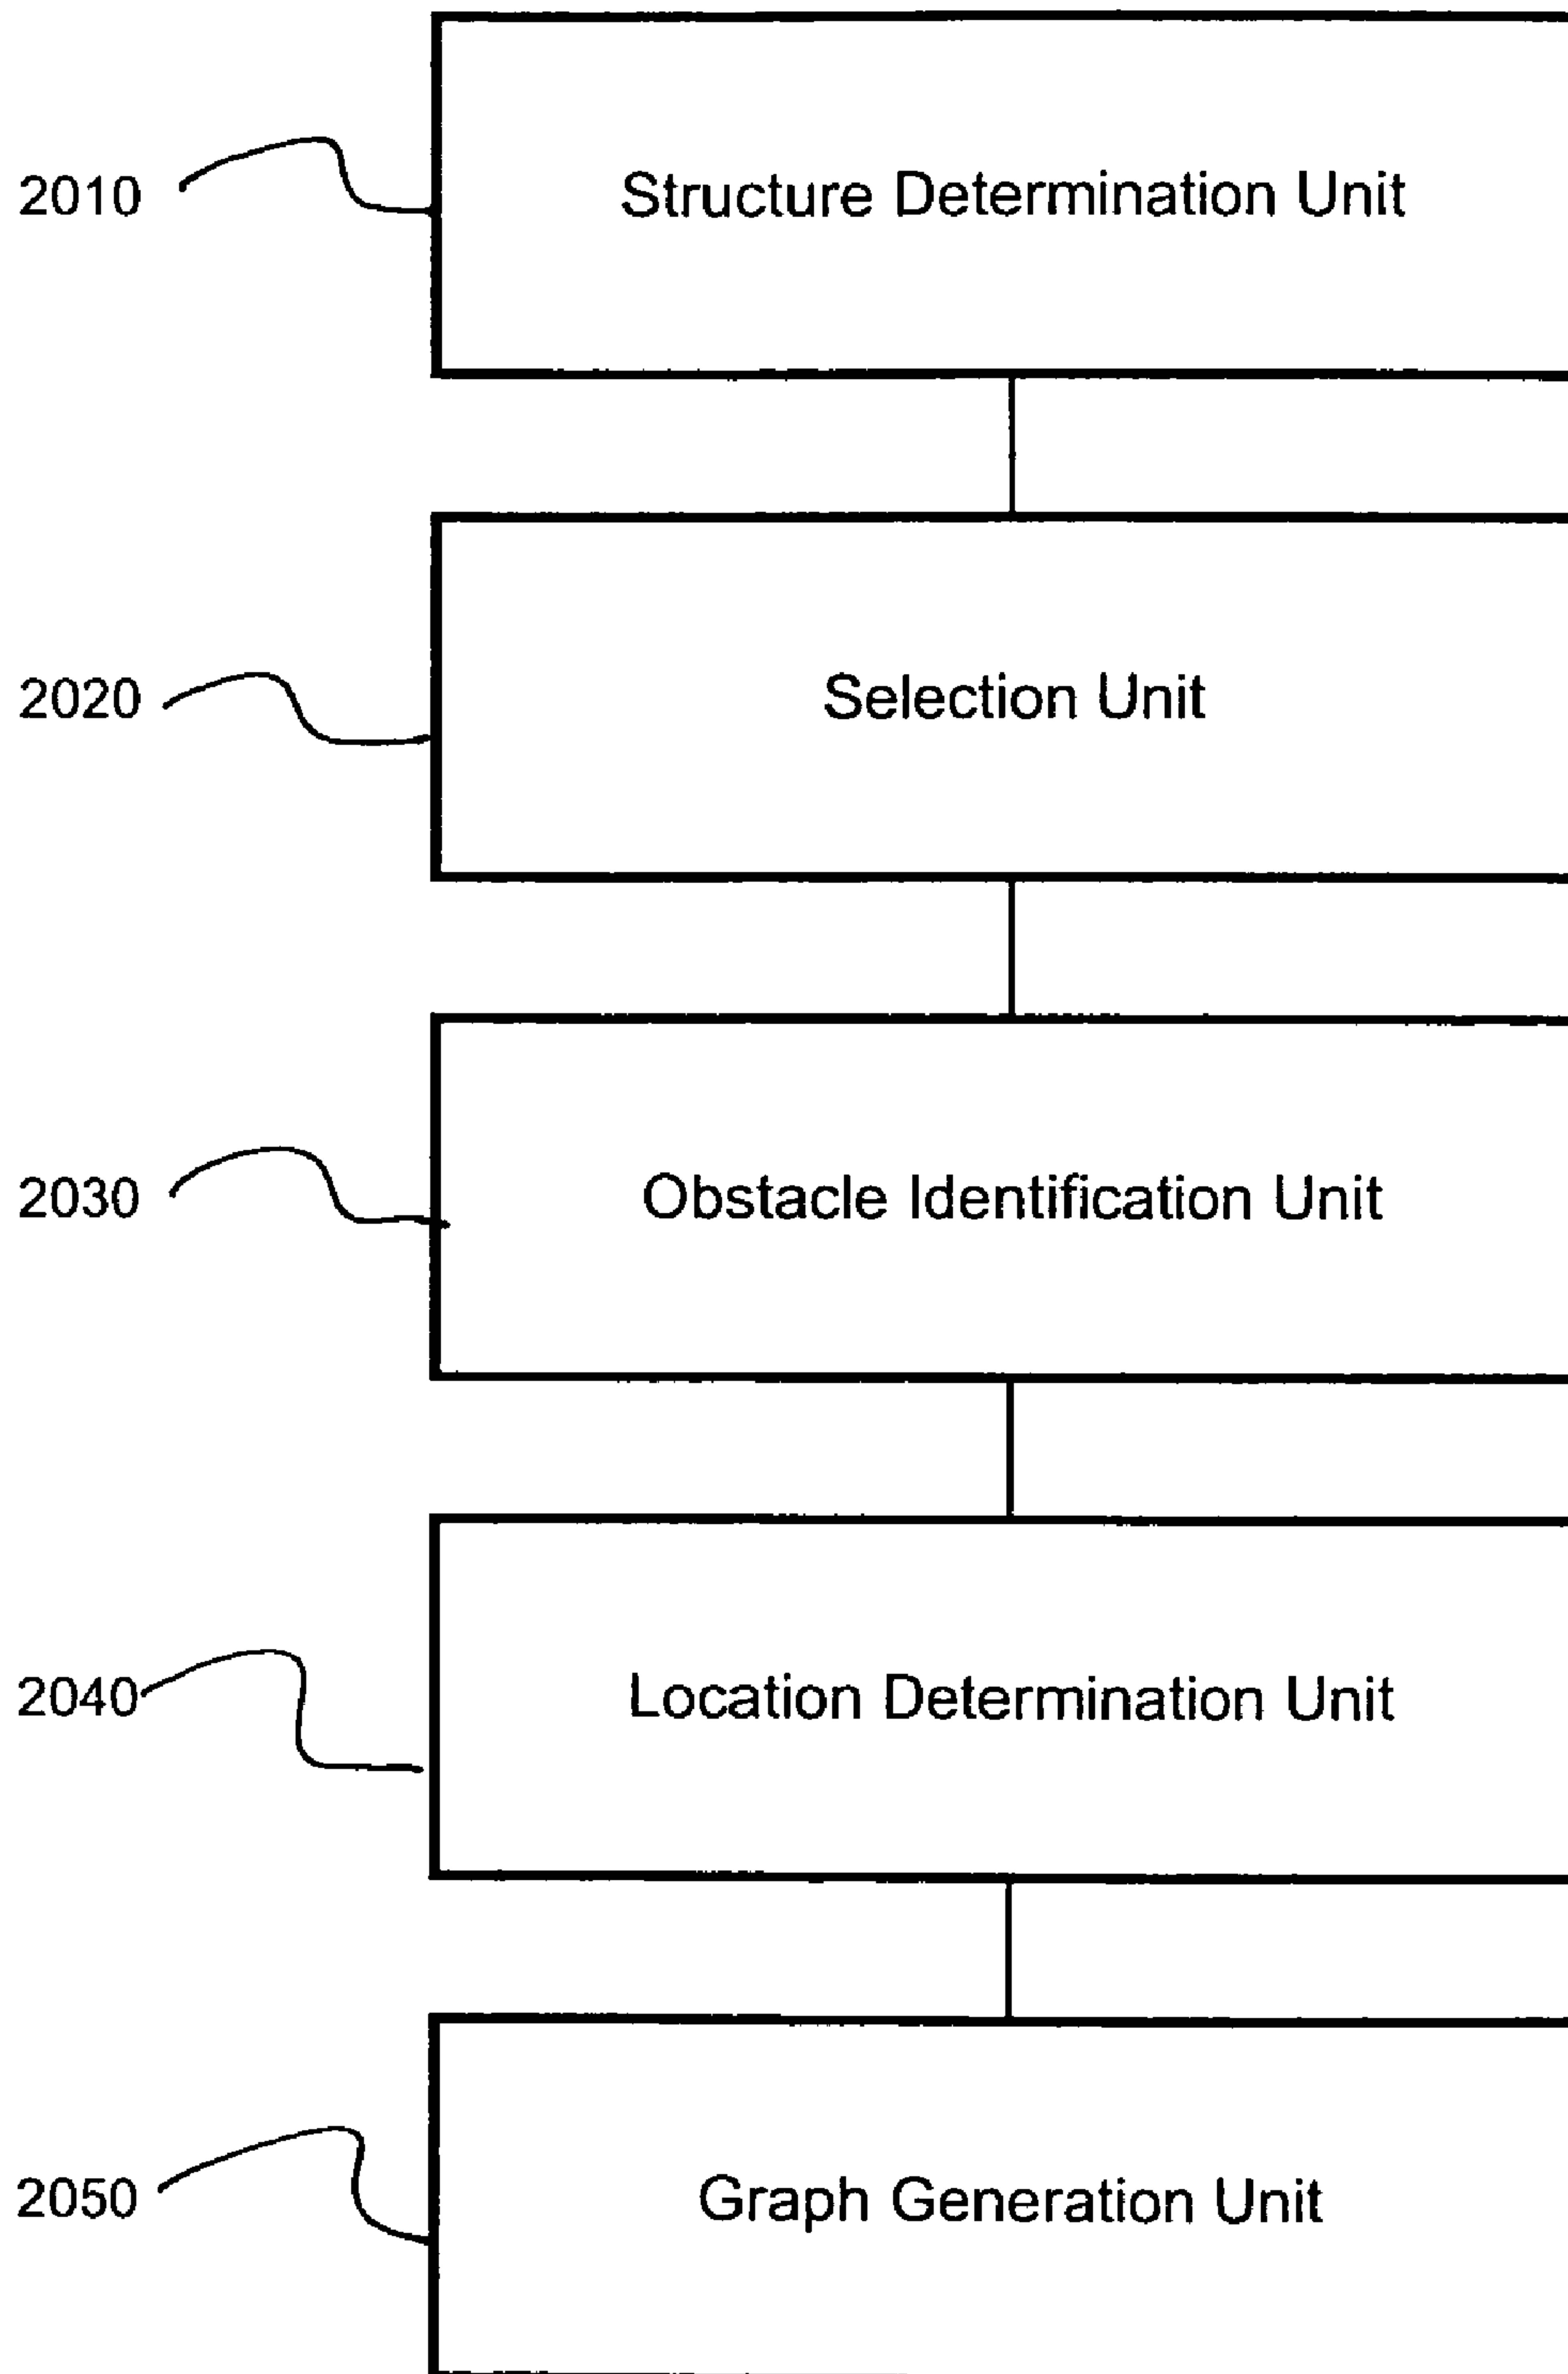 2010 Structure Determination Unit
2020 Selection Unit
2030 Obstacle Identification Unit
2040 Location Determination Unit
2050 Graph Generation Unit